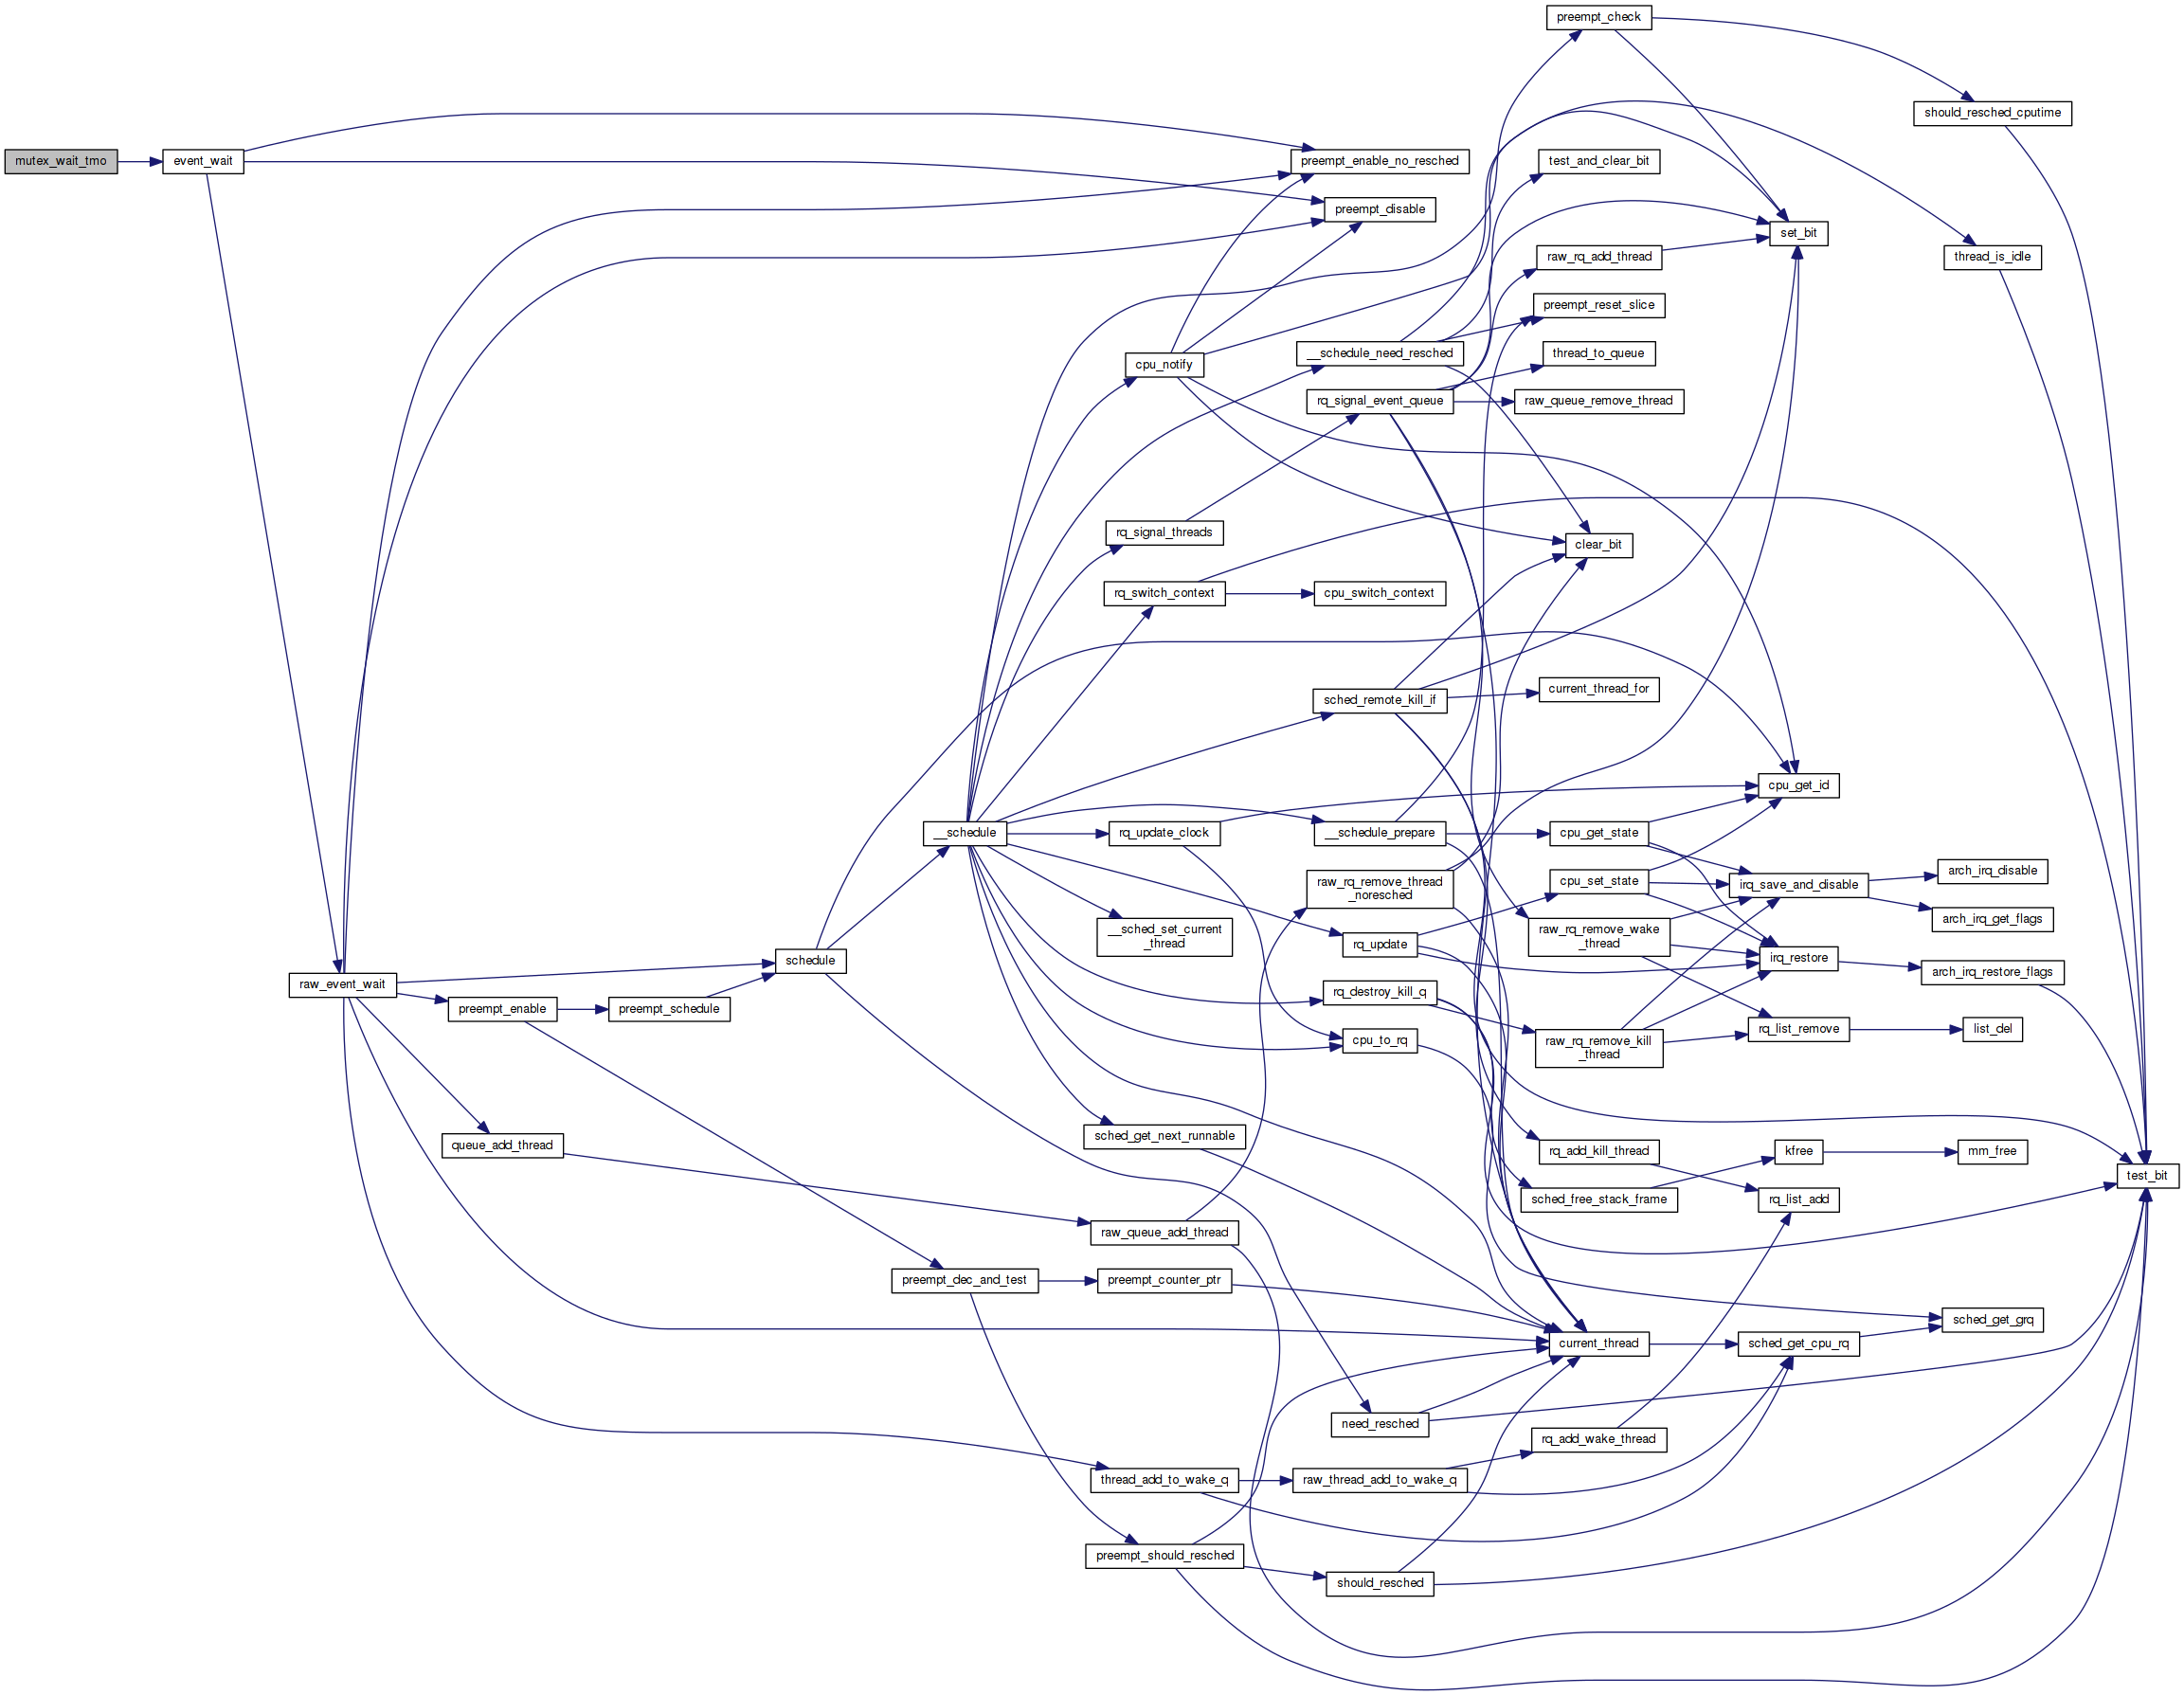 mutex_wait_tmo
event_wait
raw_event_wait
preempt_enable
queue_add_thread
preempt_schedule
schedule
preempt_dec_and_test
__schedule
cpu_notify
rq_signal_threads
rq_switch_context
rq_update_clock
__sched_set_current
_thread
sched_get_next_runnable
raw_queue_add_thread
preempt_counter_ptr
thread_add_to_wake_q
preempt_should_resched
preempt_enable_no_resched
preempt_disable
__schedule_need_resched
rq_signal_event_queue
cpu_switch_context
sched_remote_kill_if
__schedule_prepare
raw_rq_remove_thread
_noresched
rq_update
rq_destroy_kill_q
cpu_to_rq
need_resched
raw_thread_add_to_wake_q
should_resched
preempt_check
test_and_clear_bit
raw_rq_add_thread
preempt_reset_slice
thread_to_queue
raw_queue_remove_thread
clear_bit
current_thread_for
cpu_get_state
cpu_set_state
raw_rq_remove_wake
_thread
raw_rq_remove_kill
_thread
rq_add_kill_thread
sched_free_stack_frame
current_thread
rq_add_wake_thread
set_bit
cpu_get_id
irq_save_and_disable
irq_restore
rq_list_remove
kfree
rq_list_add
sched_get_cpu_rq
should_resched_cputime
thread_is_idle
arch_irq_disable
arch_irq_get_flags
arch_irq_restore_flags
list_del
mm_free
sched_get_grq
test_bit